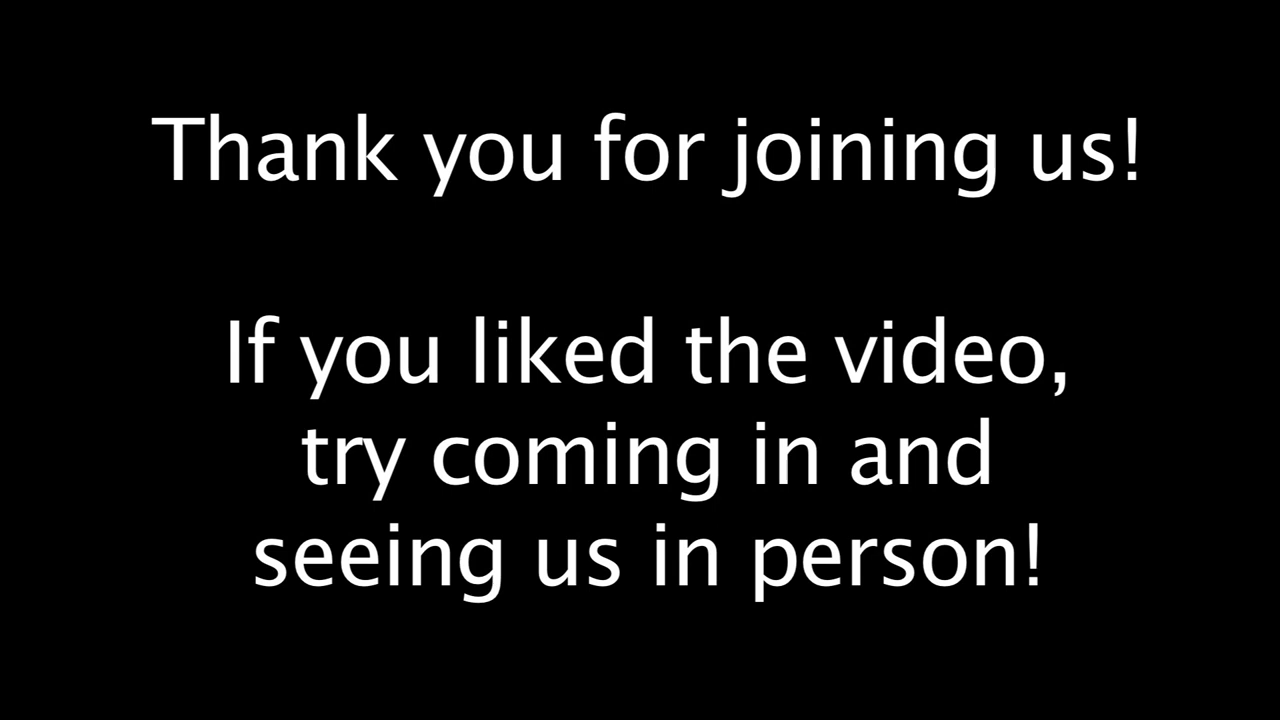 Thank you for joining us!
If you liked the video,
try coming in and
seeing us in person!